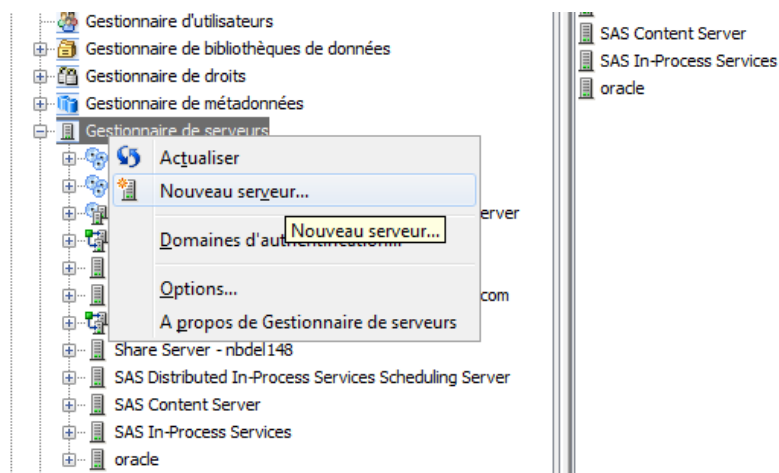 Gestionnaire d'utilisateurs
Gestionnaire de bibliothèques de données
Gestionnaire de droits
Gestionnaire de métadonnées
Gestionnaire de serveurs
Actualiser
Nouveau serveur...
erver
Nouveau serveur...
Domaines d'authentification...
Options...
com
A propos de Gestionnaire de serveurs
Share Server - nbdel148
SAS Distributed In-Process Services Scheduling Server
SAS Content Server
SAS In-Process Services
oracle
SAS Content Server
SAS In-Process Services
oracle